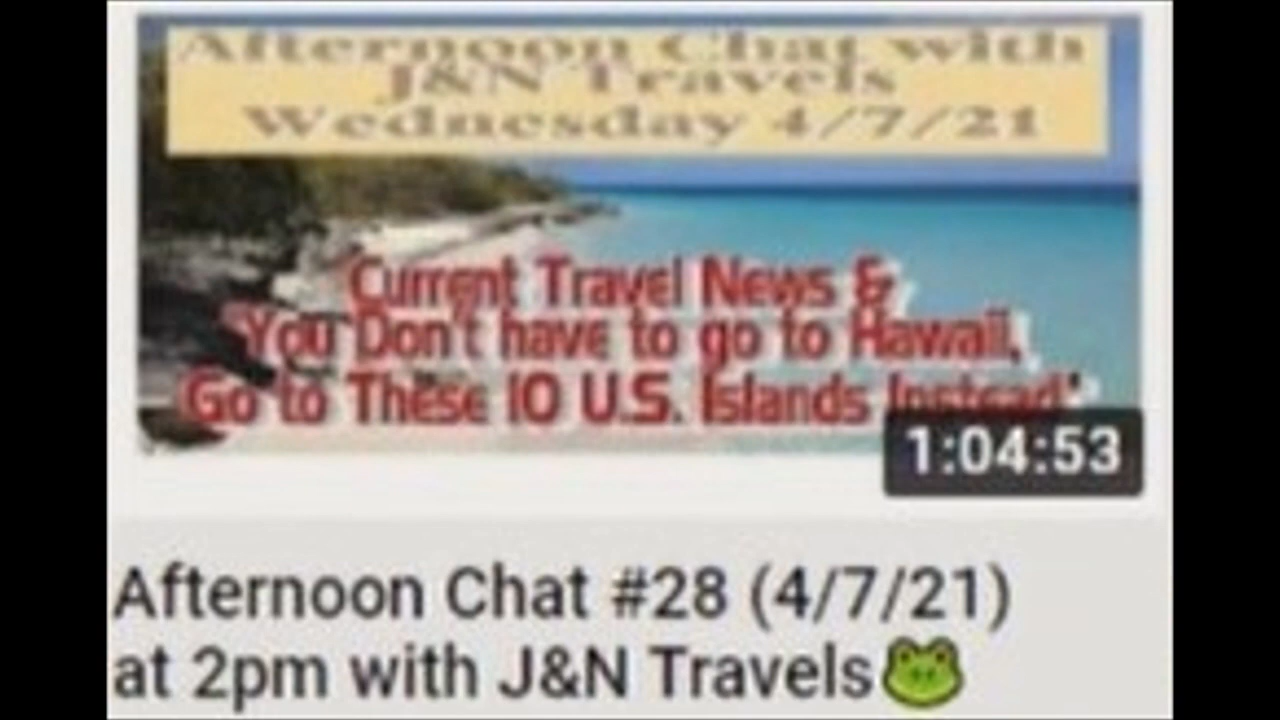 Afternoon Chat with
J&N Travels
Wednesday 4/7/21
Current Travel News &
"You Don't have to go to Hawaii,
Go to These 10 U.S. Islands Instead"
1:04:53
Afternoon Chat #28 (4/7/21)
at 2pm with J&N Travels🐸